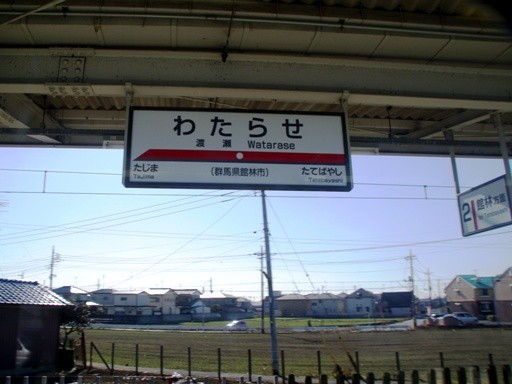 わたらせ
渡瀬 Watarase
たじま (群馬県館林市) たてばやし
Tajima Tatebayashi
2 館林方面